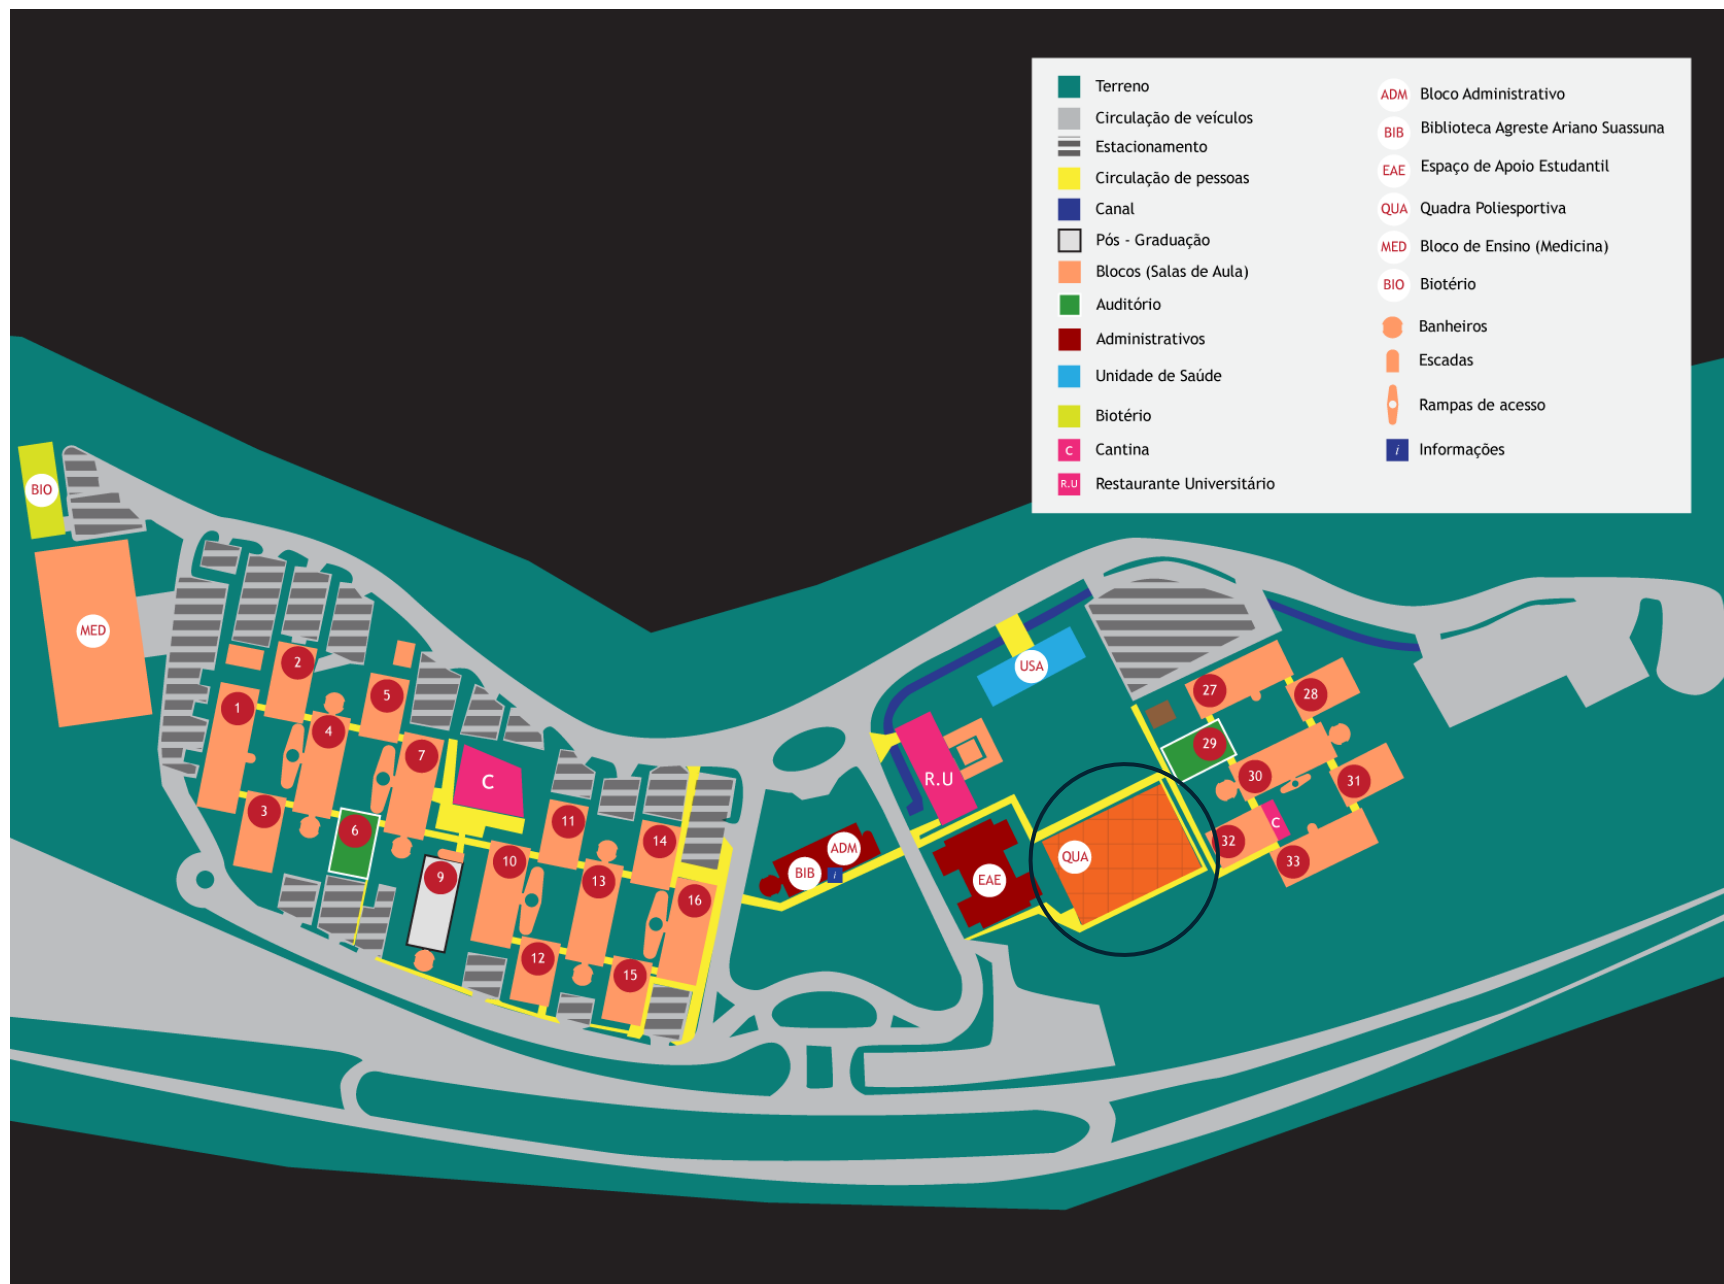 Terreno
Circulação de veículos
Estacionamento
Circulação de pessoas
Canal
Pós - Graduação
Blocos (Salas de Aula)
Auditório
Administrativos
Unidade de Saúde
Biotério
C Cantina
R.U Restaurante Universitário
ADM Bloco Administrativo
BIB Biblioteca Agreste Ariano Suassuna
EAE Espaço de Apoio Estudantil
QUA Quadra Poliesportiva
MED Bloco de Ensino (Medicina)
BIO Biotério
Banheiros
Escadas
Rampas de acesso
i Informações
BIO
MED
1
2
3
4
5
6
7
C
9
10
11
12
13
14
15
16
BIB
ADM
i
R.U
USA
EAE
QUA
27
28
29
30
31
32
C
33